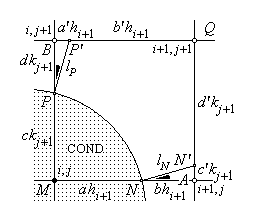 i,j+1 a'h_{i+1} b'h_{i+1} Q
B P' i+1,j+1
dk_{j+1} l_P
P d'k_{j+1}
ck_{j+1} COND l_N N'
i,j c'k_{j+1}
M ah_{i+1} N bh_{i+1} A i+1,j